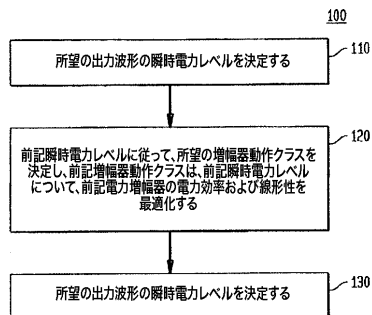 100
所望の出力波形の瞬時電力レベルを決定する
110
前記瞬時電力レベルに従って、所望の増幅器動作クラスを
決定し、前記増幅器動作クラスは、前記瞬時電力レベル
について、前記電力増幅器の電力効率および線形性を
最適化する
120
所望の出力波形の瞬時電力レベルを決定する
130